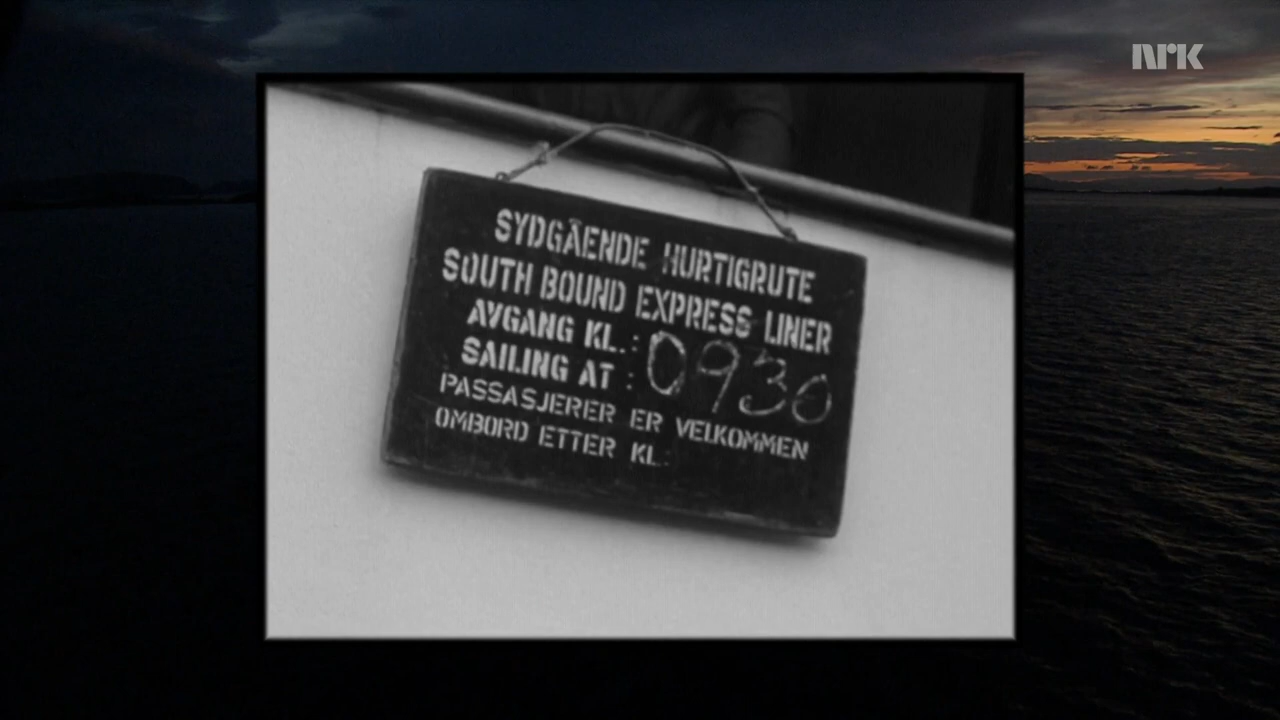 NRK
SYDGÅENDE HURTIGRUTE
SOUTH BOUND EXPRESS LINER
AVGANG KL.:
SAILING AT : 0930
PASSASJERER ER VELKOMMEN
OMBORD ETTER KL.: